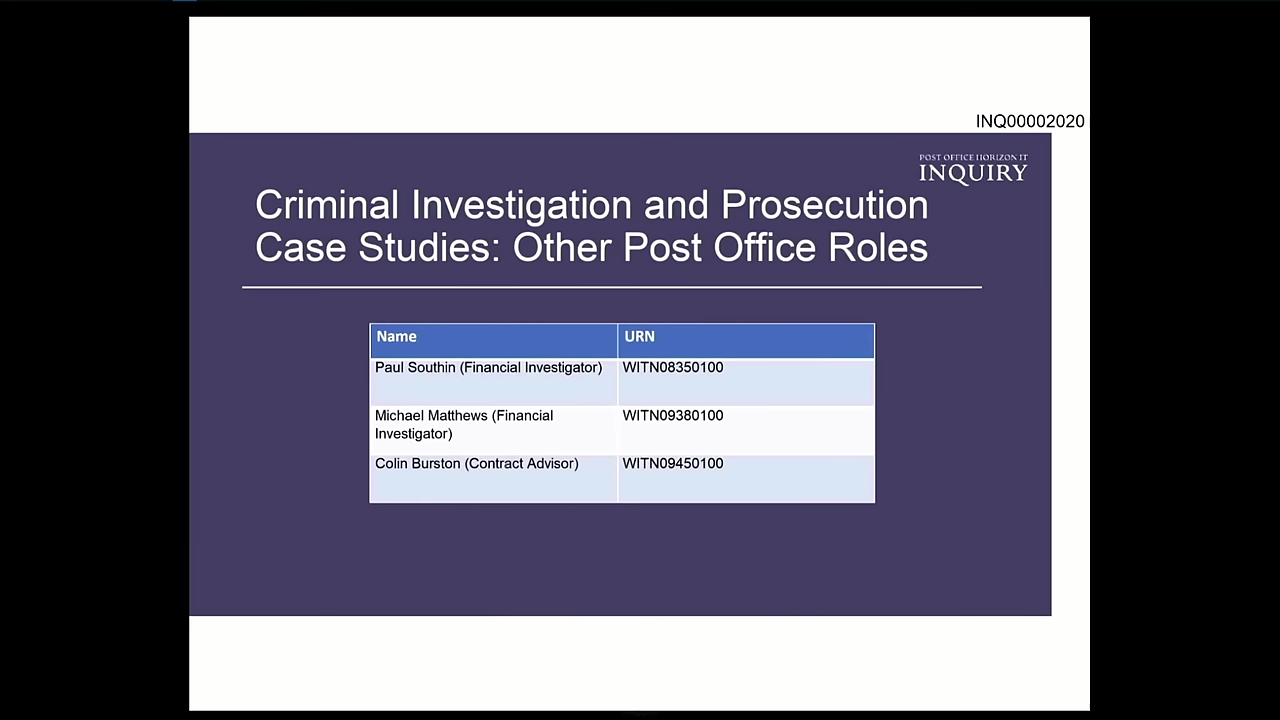 INQ00002020
POST OFFICE HORIZON IT
INQUIRY
Criminal Investigation and Prosecution
Case Studies: Other Post Office Roles
Name URN
Paul Southin (Financial Investigator) WITN08350100
Michael Matthews (Financial WITN09380100
Investigator)
Colin Burston (Contract Advisor) WITN09450100